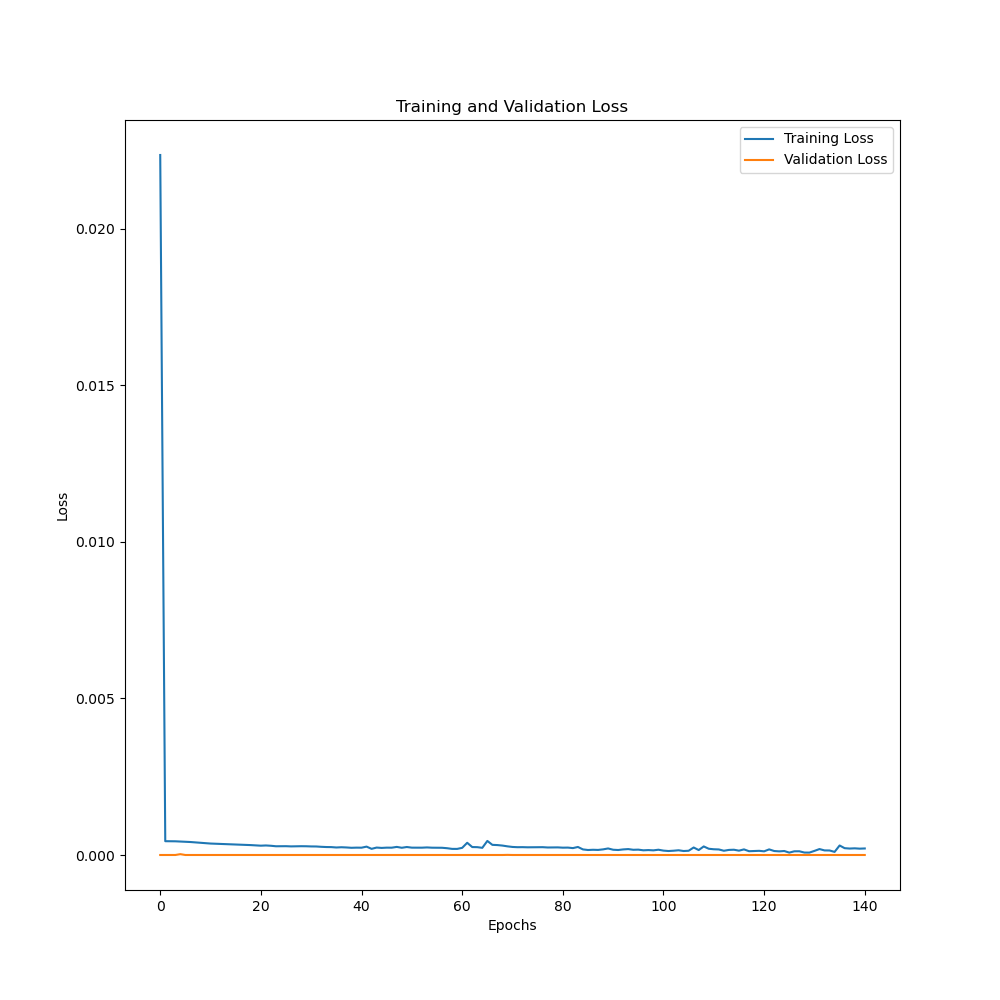 Training and Validation Loss
Training Loss
Validation Loss
0.020
0.015
0.010
0.005
0.000
Loss
0 20 40 60 80 100 120 140
Epochs